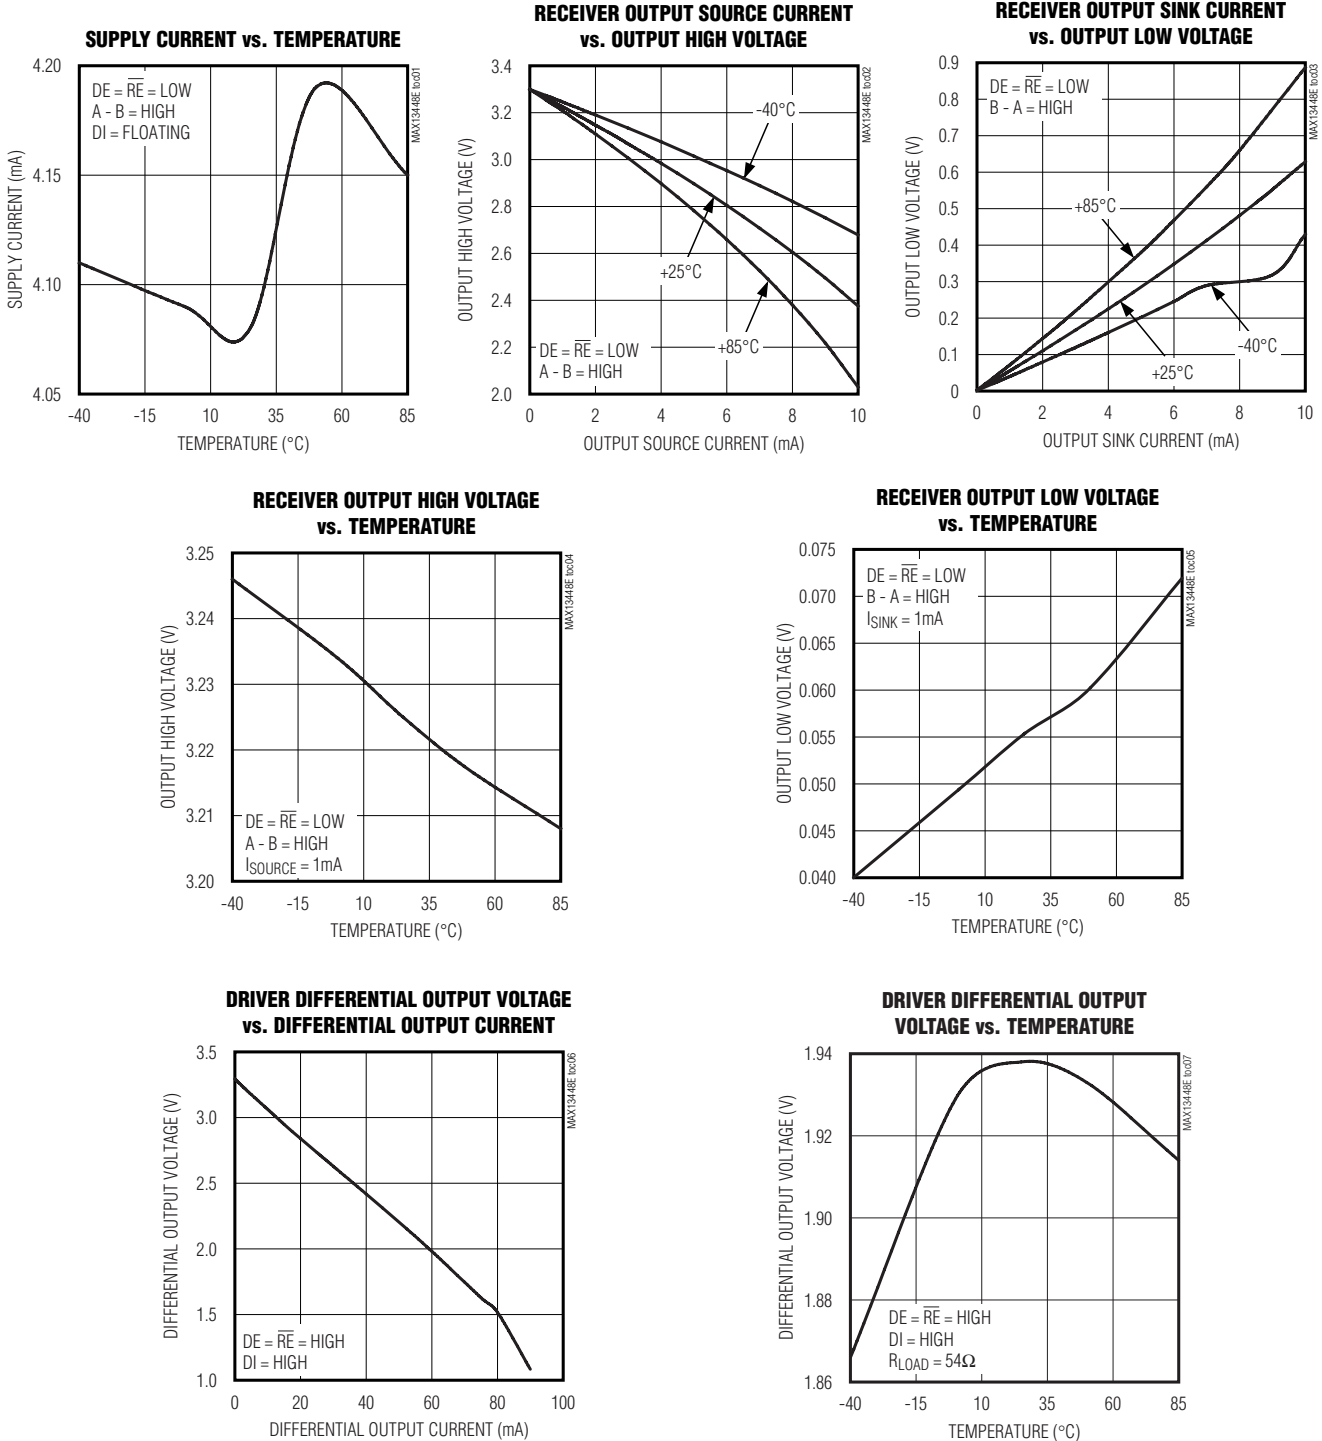 SUPPLY CURRENT vs. TEMPERATURE
4.20
4.15
4.10
4.05
SUPPLY CURRENT (mA)
DE = R̅E̅ = LOW
A - B = HIGH
DI = FLOATING
MAX13448E toc01
-40 -15 10 35 60 85
TEMPERATURE (°C)
RECEIVER OUTPUT SOURCE CURRENT
vs. OUTPUT HIGH VOLTAGE
3.4
3.2
3.0
2.8
2.6
2.4
2.2
2.0
OUTPUT HIGH VOLTAGE (V)
-40°C
+25°C
+85°C
DE = R̅E̅ = LOW
A - B = HIGH
MAX13448E toc02
0 2 4 6 8 10
OUTPUT SOURCE CURRENT (mA)
RECEIVER OUTPUT SINK CURRENT
vs. OUTPUT LOW VOLTAGE
0.9
0.8
0.7
0.6
0.5
0.4
0.3
0.2
0.1
0
OUTPUT LOW VOLTAGE (V)
DE = R̅E̅ = LOW
B - A = HIGH
+85°C
-40°C
+25°C
MAX13448E toc03
0 2 4 6 8 10
OUTPUT SINK CURRENT (mA)
RECEIVER OUTPUT HIGH VOLTAGE
vs. TEMPERATURE
3.25
3.24
3.23
3.22
3.21
3.20
OUTPUT HIGH VOLTAGE (V)
DE = R̅E̅ = LOW
A - B = HIGH
ISOURCE = 1mA
MAX13448E toc04
-40 -15 10 35 60 85
TEMPERATURE (°C)
RECEIVER OUTPUT LOW VOLTAGE
vs. TEMPERATURE
0.075
0.070
0.065
0.060
0.055
0.050
0.045
0.040
OUTPUT LOW VOLTAGE (V)
DE = R̅E̅ = LOW
B - A = HIGH
ISINK = 1mA
MAX13448E toc05
-40 -15 10 35 60 85
TEMPERATURE (°C)
DRIVER DIFFERENTIAL OUTPUT VOLTAGE
vs. DIFFERENTIAL OUTPUT CURRENT
3.5
3.0
2.5
2.0
1.5
1.0
DIFFERENTIAL OUTPUT VOLTAGE (V)
DE = R̅E̅ = HIGH
DI = HIGH
MAX13448E toc06
0 20 40 60 80 100
DIFFERENTIAL OUTPUT CURRENT (mA)
DRIVER DIFFERENTIAL OUTPUT
VOLTAGE vs. TEMPERATURE
1.94
1.92
1.90
1.88
1.86
DIFFERENTIAL OUTPUT VOLTAGE (V)
DE = R̅E̅ = HIGH
DI = HIGH
RLOAD = 54Ω
MAX13448E toc07
-40 -15 10 35 60 85
TEMPERATURE (°C)